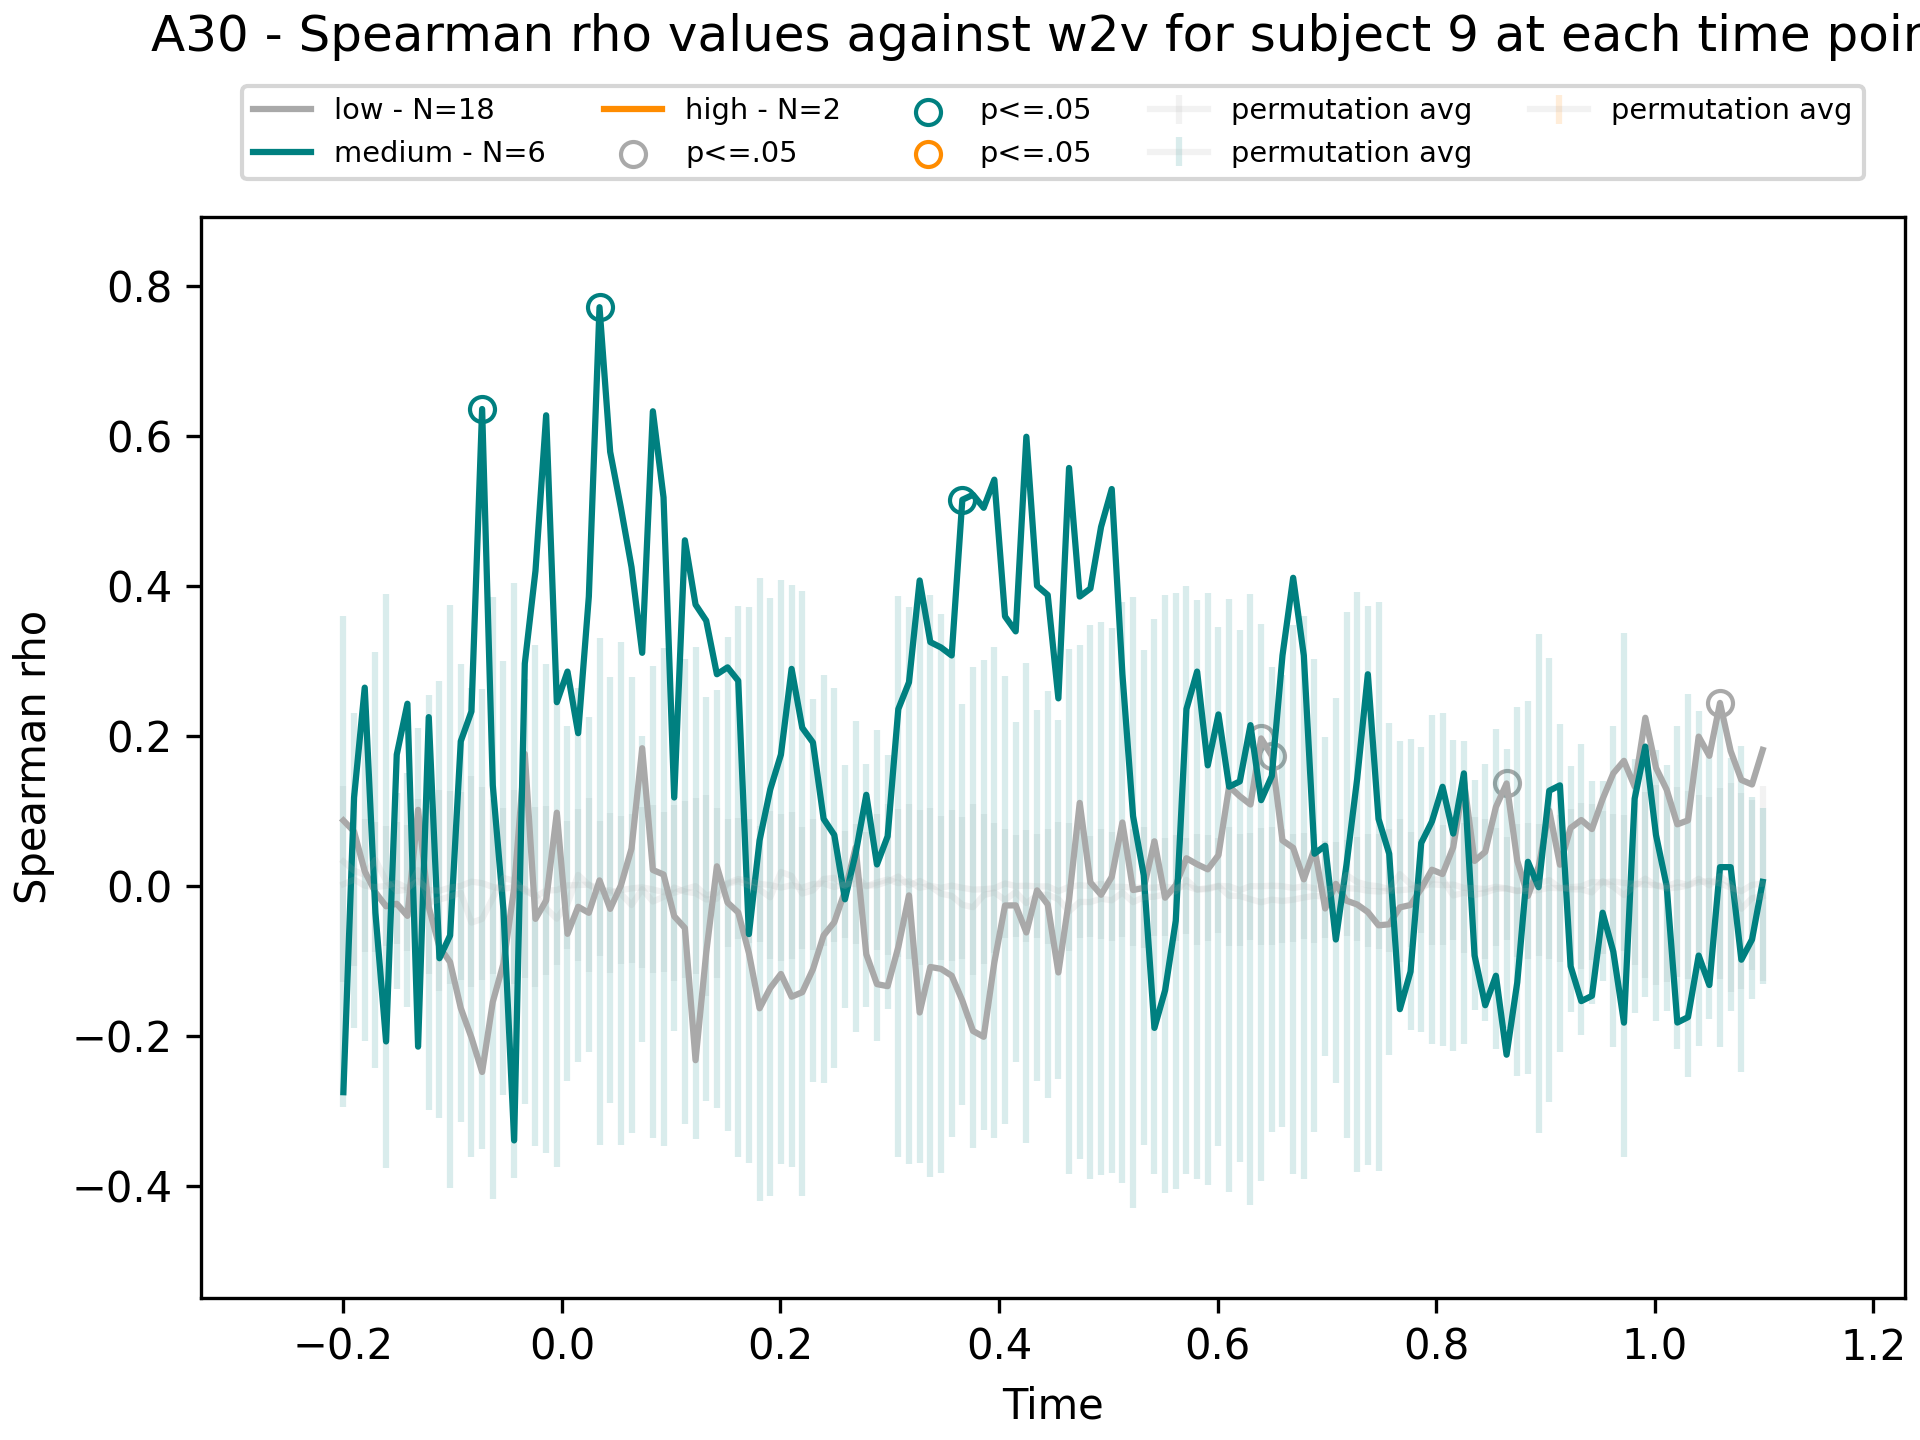 A30 - Spearman rho values against w2v for subject 9 at each time poin
low - N=18
medium - N=6
high - N=2
p<=.05
p<=.05
p<=.05
permutation avg
permutation avg
permutation avg
Spearman rho
0.8
0.6
0.4
0.2
0.0
−0.2
−0.4
−0.2
0.0
0.2
0.4
0.6
0.8
1.0
1.2
Time